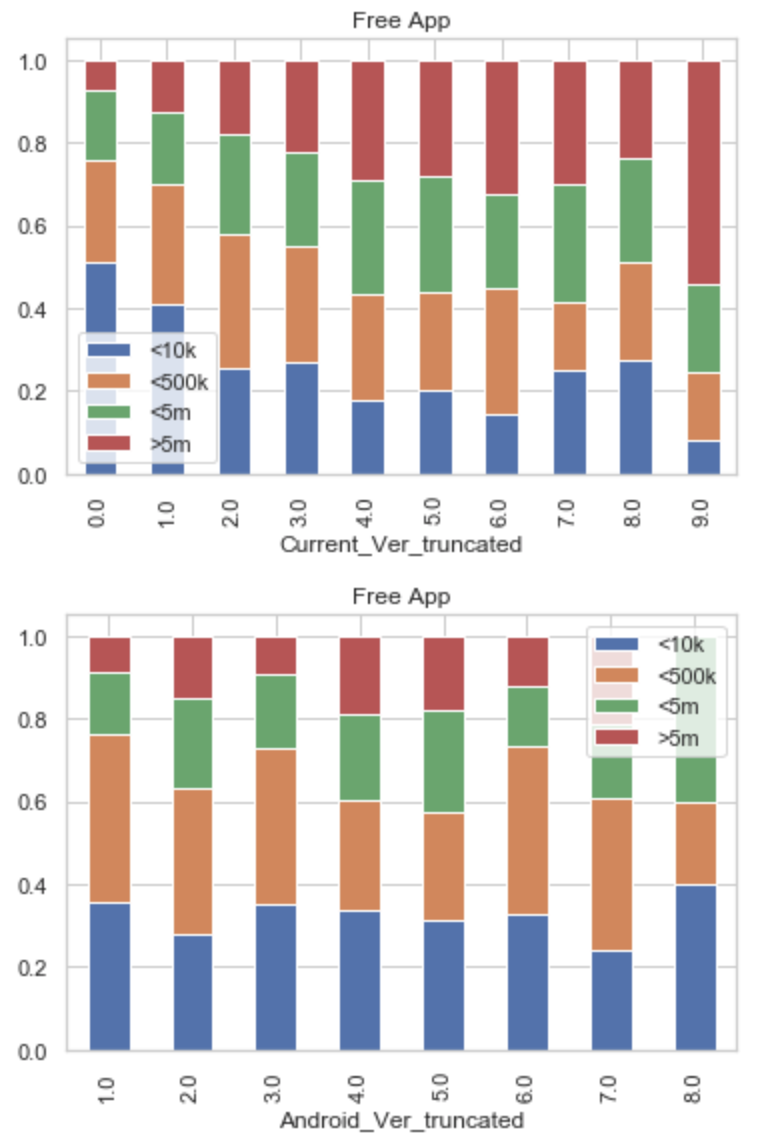 Free App
1.0
0.8
0.6
0.4
0.2
0.0
<10k
<500k
<5m
>5m
0.0 1.0 2.0 3.0 4.0 5.0 6.0 7.0 8.0 9.0
Current_Ver_truncated
Free App
1.0
0.8
0.6
0.4
0.2
0.0
<10k
<500k
<5m
>5m
1.0 2.0 3.0 4.0 5.0 6.0 7.0 8.0
Android_Ver_truncated